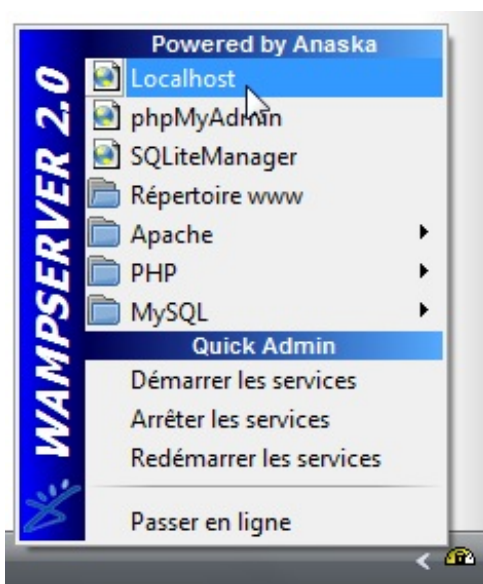 WAMPSERVER 2.0
Powered by Anaska
Localhost
phpMyAdmin
SQLiteManager
Répertoire www
Apache
PHP
MySQL
Quick Admin
Démarrer les services
Arrêter les services
Redémarrer les services
Passer en ligne